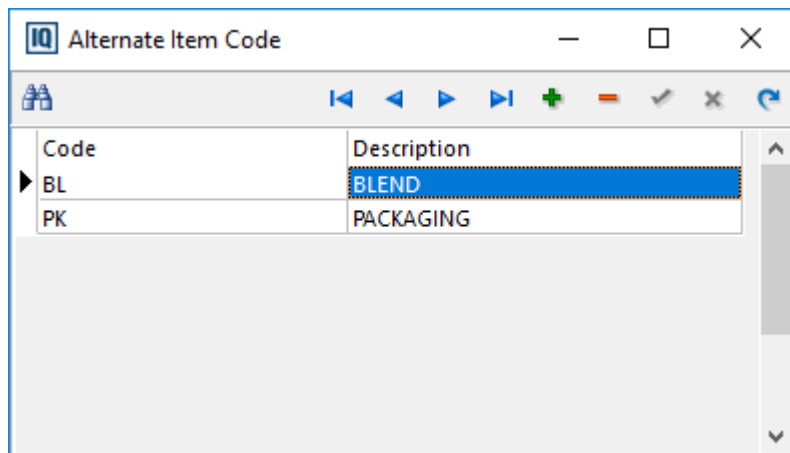 IQ Alternate Item Code
Code Description
BL BLEND
PK PACKAGING